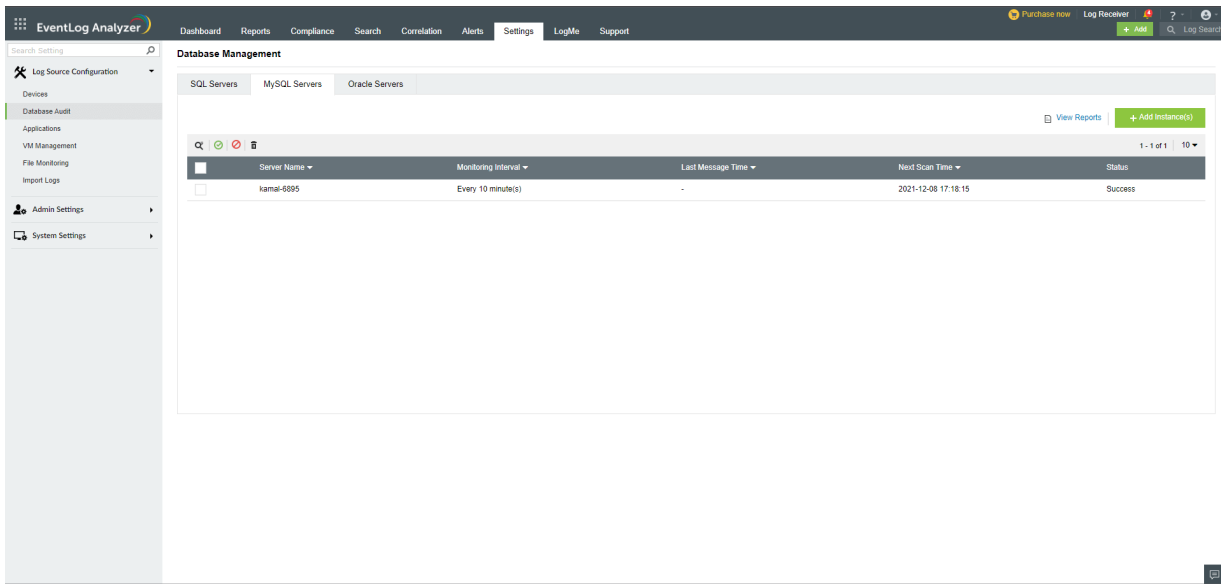 Purchase now Log Receiver 4 ?
EventLog Analyzer
Dashboard Reports Compliance Search Correlation Alerts Settings LogMe Support
+ Add Log Search
Search Setting
Database Management
Log Source Configuration
SQL Servers MySQL Servers Oracle Servers
Devices
Database Audit
Applications
VM Management
File Monitoring
Import Logs
View Reports + Add Instance(s)
1 - 1 of 1 10
Server Name Monitoring Interval Last Message Time Next Scan Time Status
kamal-6895 Every 10 minute(s) - 2021-12-08 17:18:15 Success
Admin Settings
System Settings